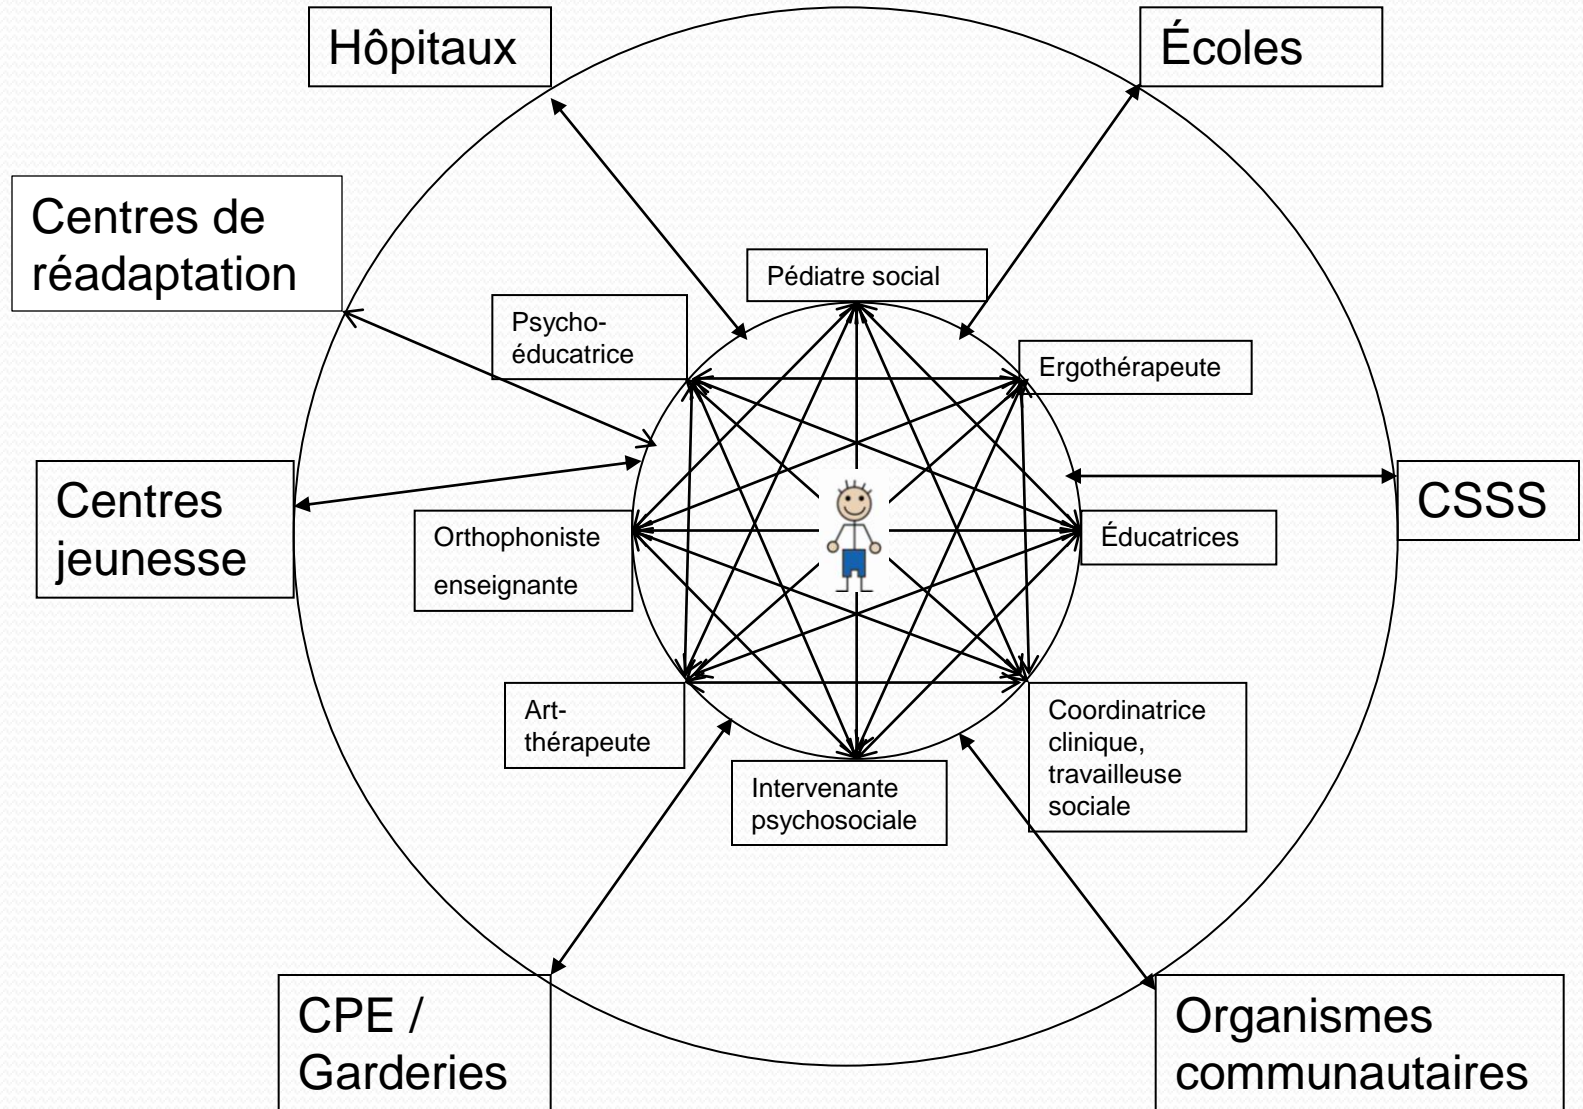 Hôpitaux
Écoles
Centres de
réadaptation
Pédiatre social
Psycho-
éducatrice
Ergothérapeute
Centres
jeunesse
CSSS
Orthophoniste
enseignante
Éducatrices
Art-
thérapeute
Coordinatrice
clinique,
travailleuse
sociale
Intervenante
psychosociale
CPE /
Garderies
Organismes
communautaires